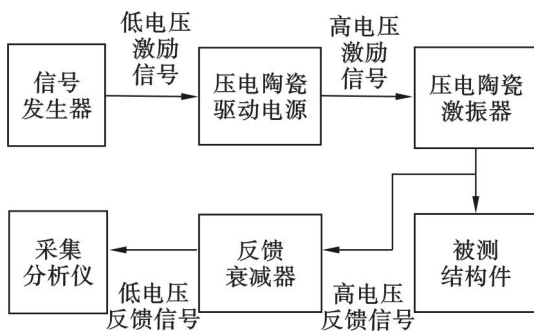 低电压
激励
信号
高电压
激励
信号
信号
发生器
压电陶瓷
驱动电源
压电陶瓷
激振器
采集
分析仪
反馈
衰减器
被测
结构件
低电压
反馈信号
高电压
反馈信号